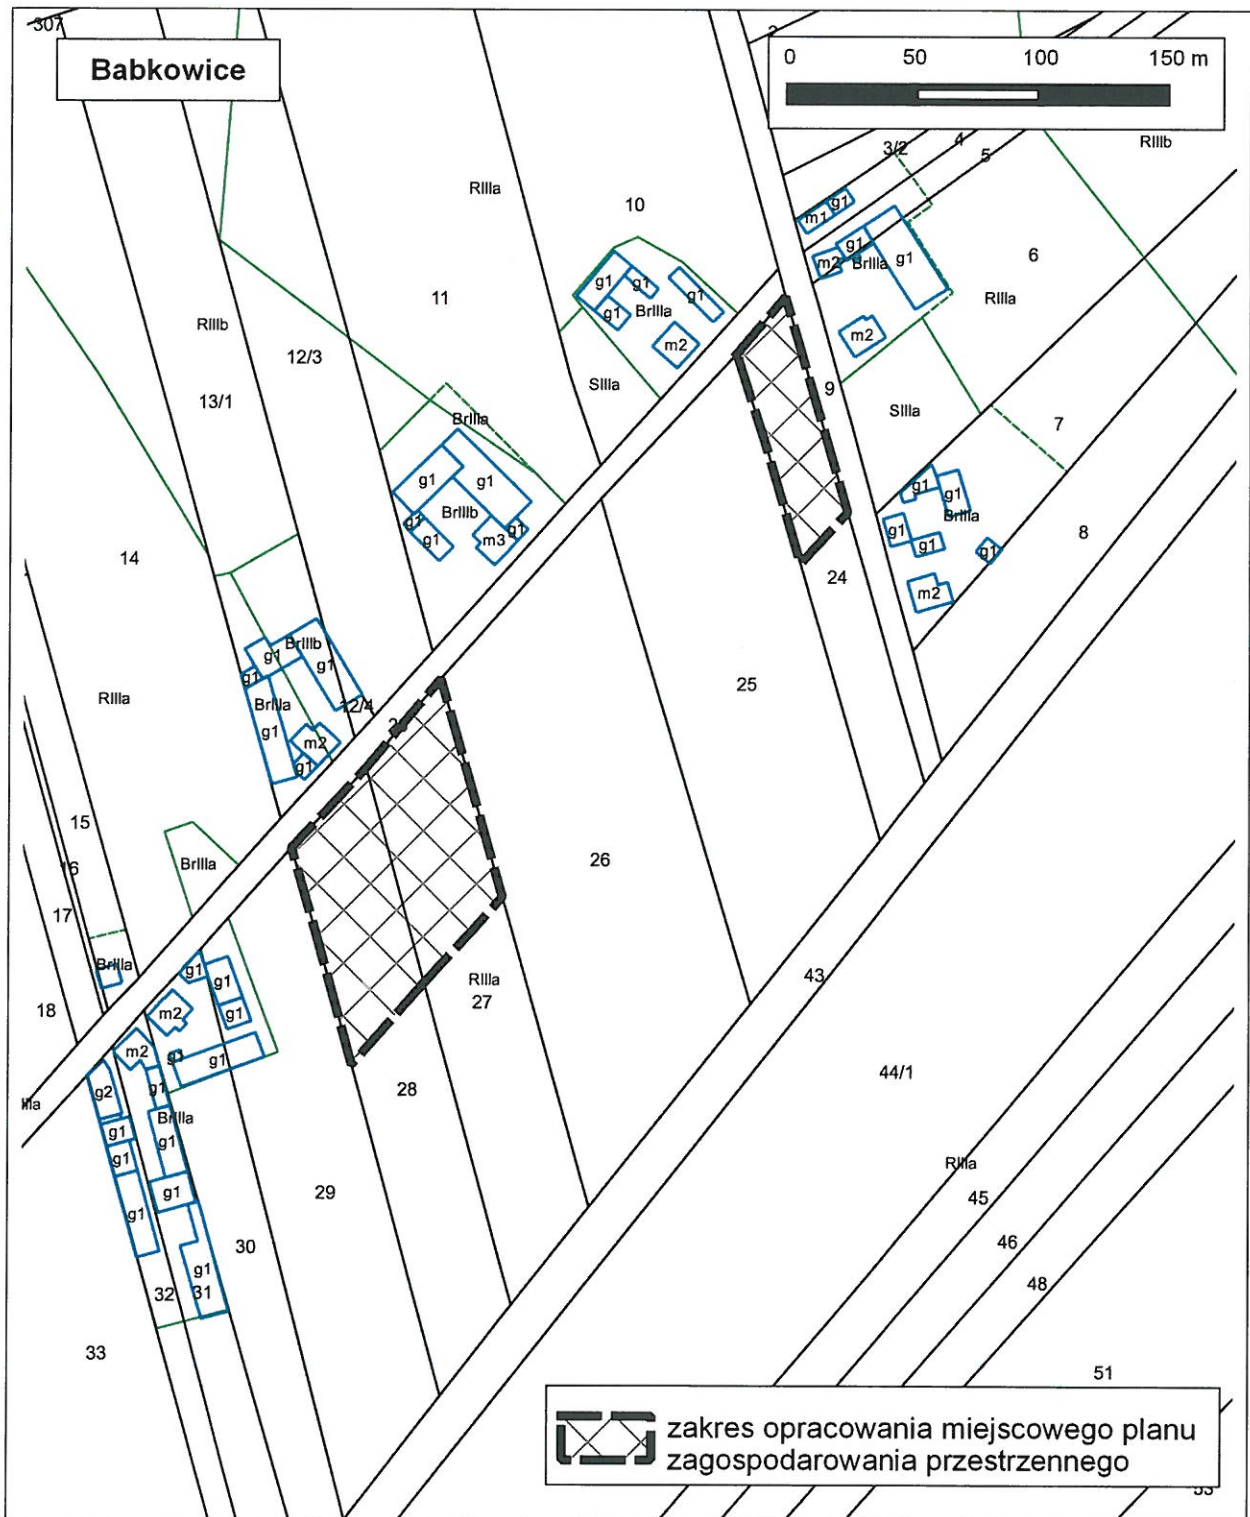 307
2
Babkowice
0 50 100 150 m
RIIIb
3/2 4
5
RIIIa
10
m1 g1
g1
m2 BrIIIa g1
6
RIIIa
11
g1 g1 g1
BrIIIa
g1
m2
m2
RIIIb
12/3
13/1
SIIIa
9
SIIIa
7
BrIIIa
g1 g1
BrIIIb
g1 g1
g1 m3
g1 g1
BrIIIa
g1 g1 g1
m2
8
14
24
25
BrIIIb
g1 g1
g1
BrIIIa 12/4
g1
m2
g1
RIIIa
15
16
17
BrIIIa
26
BrIIIa
18
g1 g1
g1
m2
RIIIa
27
43
m2
g1 g1
g2 g1
BrIIIa
g1 g1
g1
g1
g1
IIIa
28
44/1
RIIIa
45
29
46
30
48
g1
32 31
33
51
zakres opracowania miejscowego planu
zagospodarowania przestrzennego
53